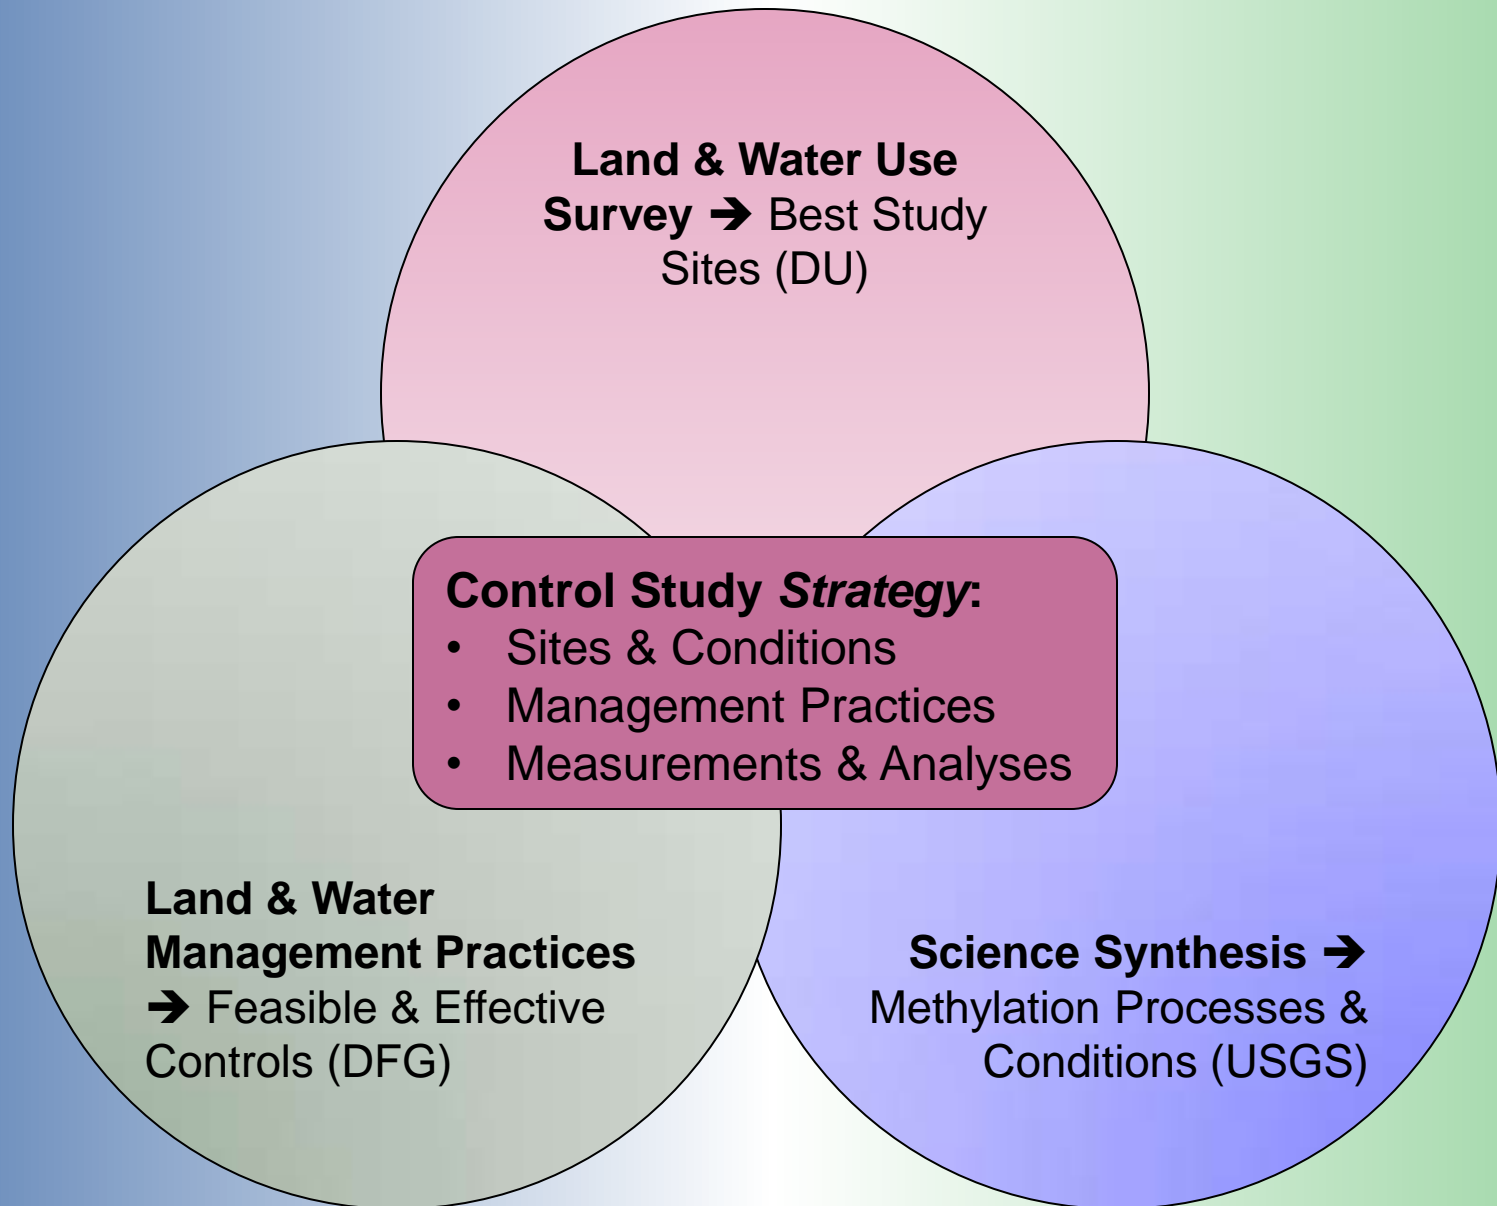 Land & Water Use
Survey ➔ Best Study
Sites (DU)
Control Study Strategy:
• Sites & Conditions
• Management Practices
• Measurements & Analyses
Land & Water
Management Practices
➔ Feasible & Effective
Controls (DFG)
Science Synthesis ➔
Methylation Processes &
Conditions (USGS)